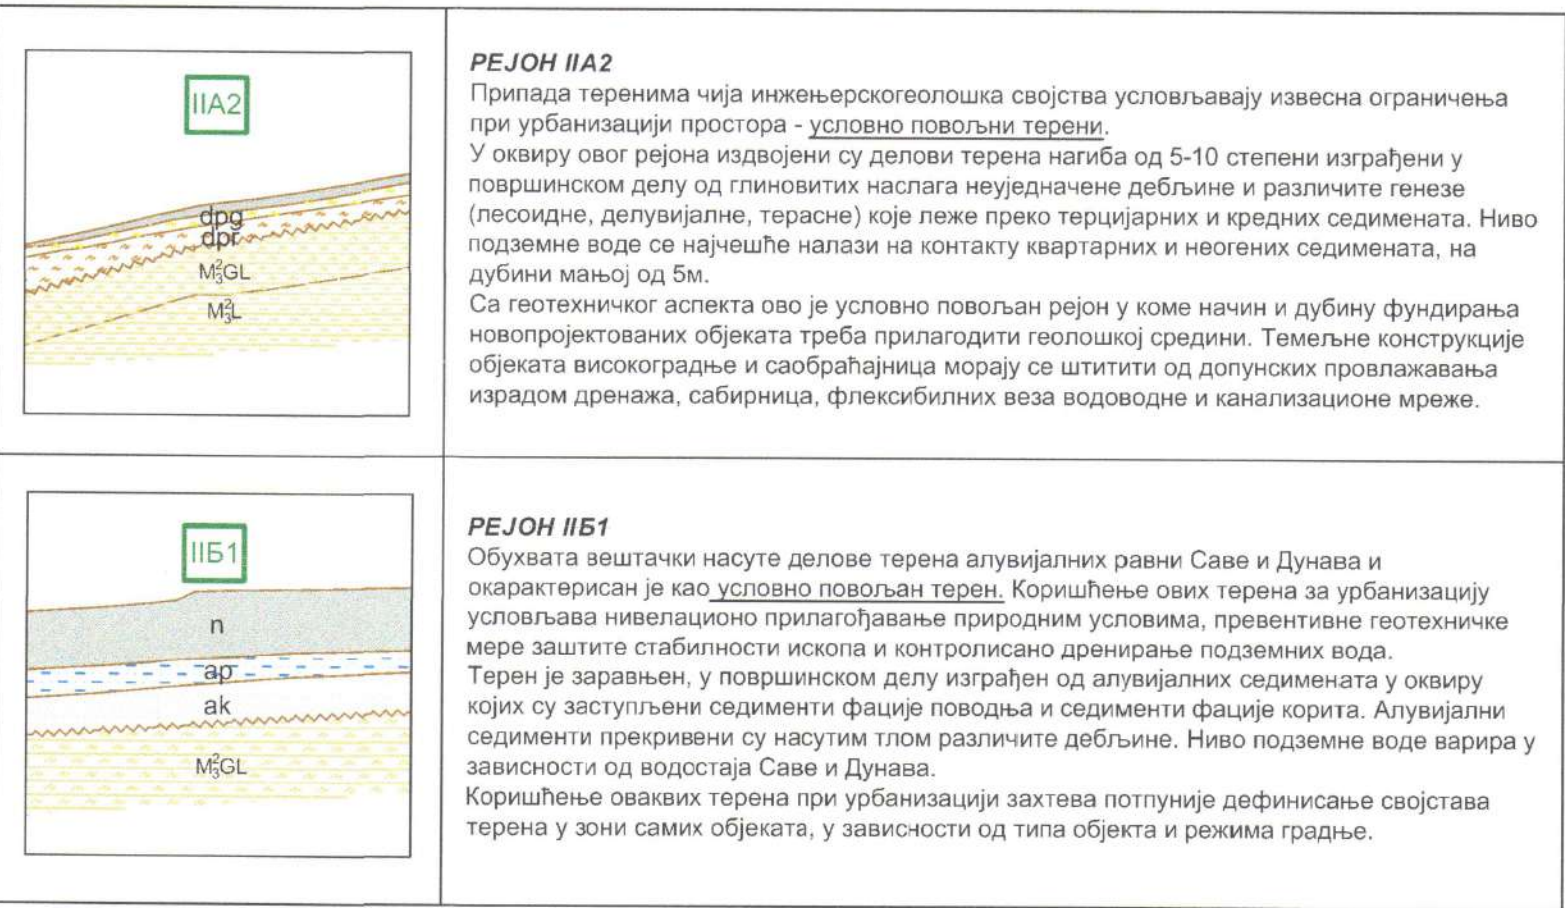 IIA2
dpg
dpr
M²₃GL
M²₃L
РЕЈОН IIA2
Припада теренима чија инжењерскогеолошка својства условљавају извесна ограничења
при урбанизацији простора - условно повољни терени.
У оквиру овог рејона издвојени су делови терена нагиба од 5-10 степени изграђени у
површинском делу од глиновитих наслага неуједначене дебљине и различите генезе
(лесоидне, делувијалне, терасне) које леже преко терцијарних и кредних седимената. Ниво
подземне воде се најчешће налази на контакту квартарних и неогених седимената, на
дубини мањој од 5м.
Са геотехничког аспекта ово је условно повољан рејон у коме начин и дубину фундирања
новопројектованих објеката треба прилагодити геолошкој средини. Темељне конструкције
објеката високоградње и саобраћајница морају се штитити од допунских провлажавања
израдом дренажа, сабирница, флексибилних веза водоводне и канализационе мреже.
IIБ1
n
ap
ak
M²₃GL
РЕЈОН IIБ1
Обухвата вештачки насуте делове терена алувијалних равни Саве и Дунава и
окарактерисан је као условно повољан терен. Коришћење ових терена за урбанизацију
условљава нивелационо прилагођавање природним условима, превентивне геотехничке
мере заштите стабилности ископа и контролисано дренирање подземних вода.
Терен је заравњен, у површинском делу изграђен од алувијалних седимената у оквиру
којих су заступљени седименти фације поводња и седименти фације корита. Алувијални
седименти прекривени су насутим тлом различите дебљине. Ниво подземне воде варира у
зависности од водостаја Саве и Дунава.
Коришћење оваквих терена при урбанизацији захтева потпуније дефинисање својстава
терена у зони самих објеката, у зависности од типа објекта и режима градње.